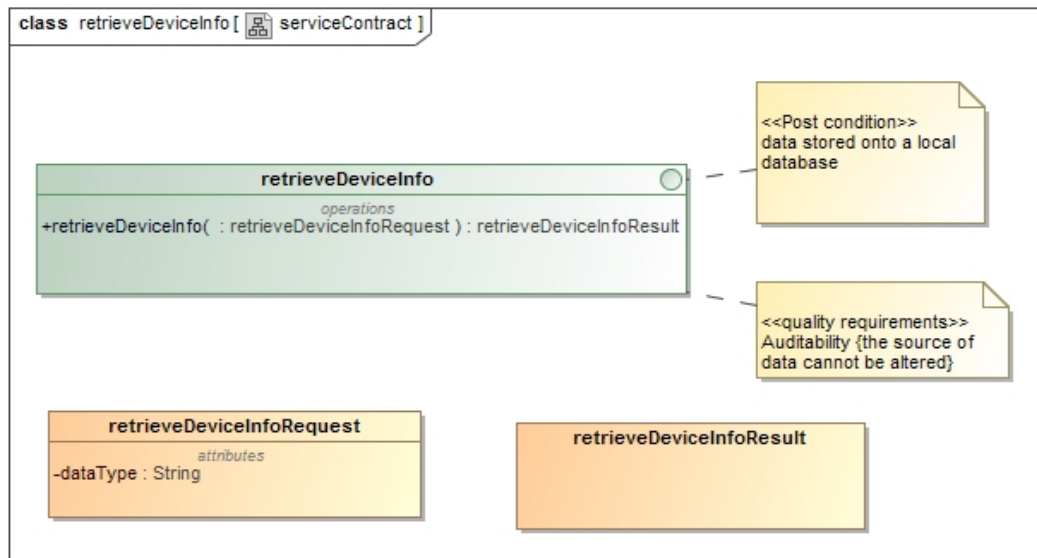 class retrieveDeviceInfo [ serviceContract ]
<<Post condition>>
data stored onto a local
database
retrieveDeviceInfo
operations
+retrieveDeviceInfo( : retrieveDeviceInfoRequest ) : retrieveDeviceInfoResult
<<quality requirements>>
Auditability {the source of
data cannot be altered}
retrieveDeviceInfoRequest
attributes
-dataType : String
retrieveDeviceInfoResult